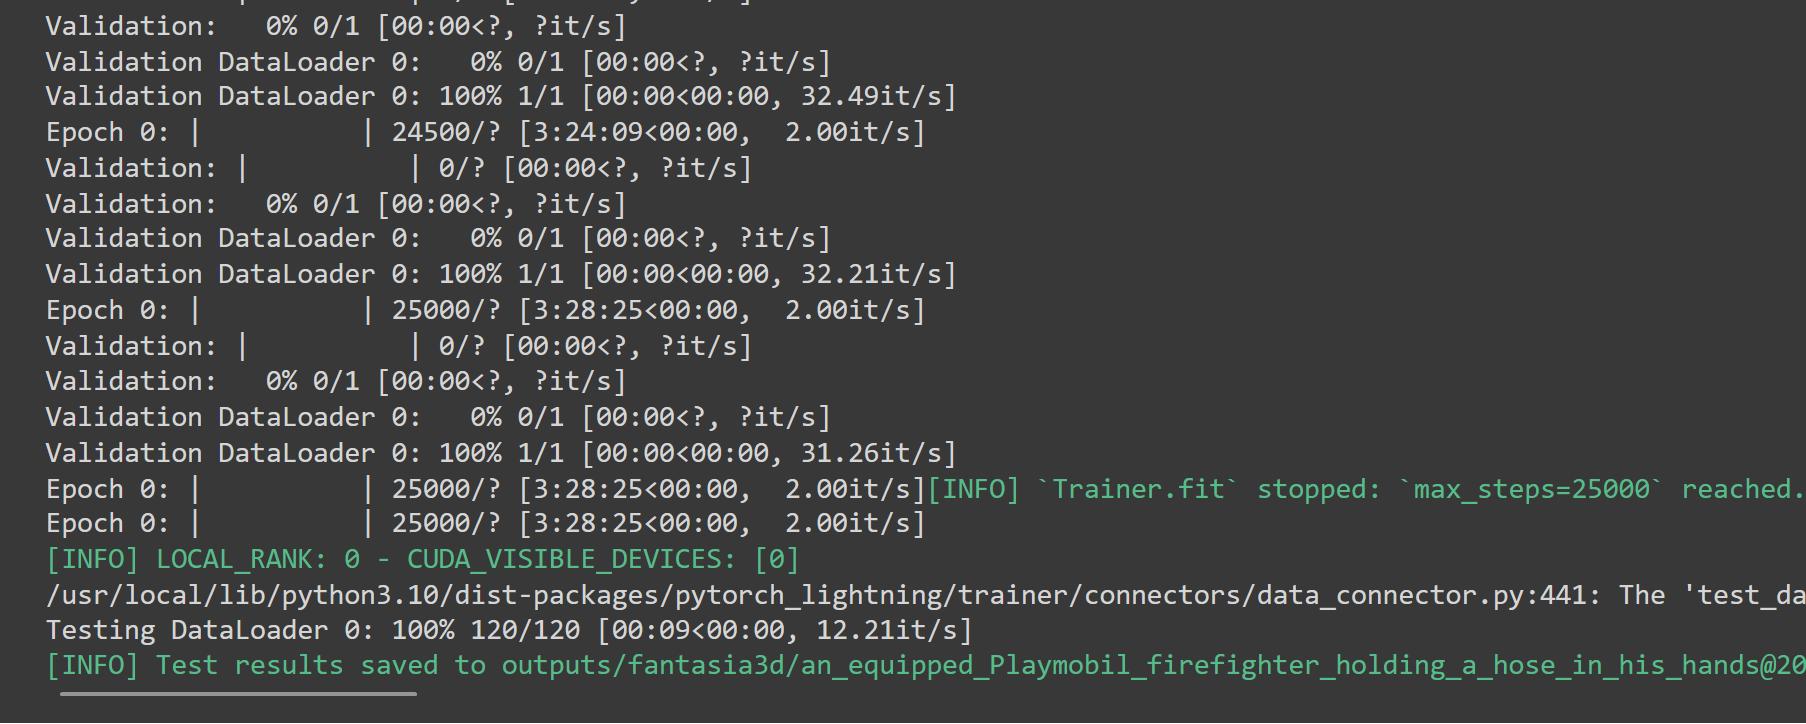 Validation:   0% 0/1 [00:00<?, ?it/s]
Validation DataLoader 0:   0% 0/1 [00:00<?, ?it/s]
Validation DataLoader 0: 100% 1/1 [00:00<00:00, 32.49it/s]
Epoch 0: |          | 24500/? [3:24:09<00:00,  2.00it/s]
Validation: |          | 0/? [00:00<?, ?it/s]
Validation:   0% 0/1 [00:00<?, ?it/s]
Validation DataLoader 0:   0% 0/1 [00:00<?, ?it/s]
Validation DataLoader 0: 100% 1/1 [00:00<00:00, 32.21it/s]
Epoch 0: |          | 25000/? [3:28:25<00:00,  2.00it/s]
Validation: |          | 0/? [00:00<?, ?it/s]
Validation:   0% 0/1 [00:00<?, ?it/s]
Validation DataLoader 0:   0% 0/1 [00:00<?, ?it/s]
Validation DataLoader 0: 100% 1/1 [00:00<00:00, 31.26it/s]
Epoch 0: |          | 25000/? [3:28:25<00:00,  2.00it/s][INFO] `Trainer.fit` stopped: `max_steps=25000` reached.
Epoch 0: |          | 25000/? [3:28:25<00:00,  2.00it/s]
[INFO] LOCAL_RANK: 0 - CUDA_VISIBLE_DEVICES: [0]
/usr/local/lib/python3.10/dist-packages/pytorch_lightning/trainer/connectors/data_connector.py:441: The 'test_da
Testing DataLoader 0: 100% 120/120 [00:09<00:00, 12.21it/s]
[INFO] Test results saved to outputs/fantasia3d/an_equipped_Playmobil_firefighter_holding_a_hose_in_his_hands@20